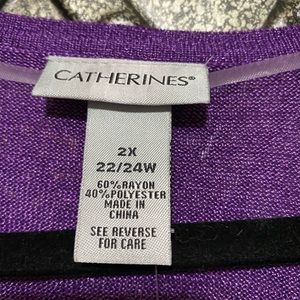 CATHERINES®
2X
22/24W
60%RAYON
40%POLYESTER
MADE IN
CHINA
SEE REVERSE
FOR CARE